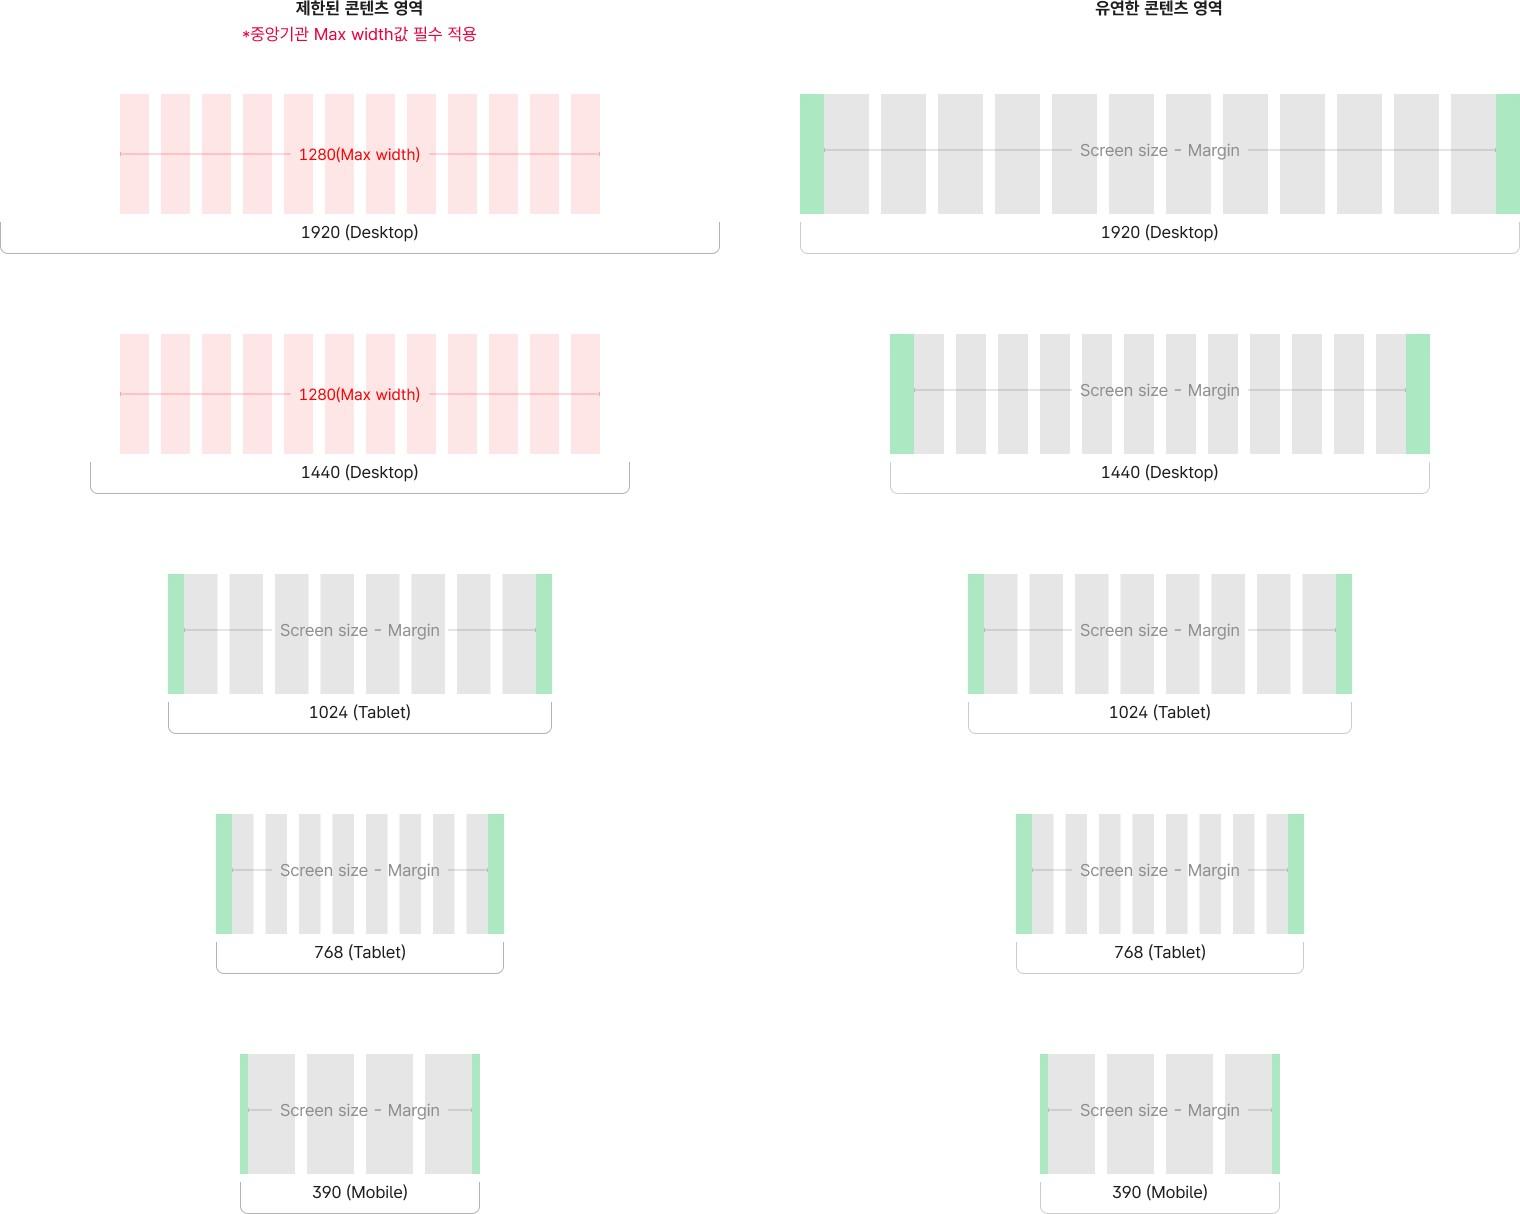 제한된 콘텐츠 영역
*중앙기관 Max width값 필수 적용
1280(Max width)
1920 (Desktop)
1280(Max width)
1440 (Desktop)
Screen size - Margin
1024 (Tablet)
Screen size - Margin
768 (Tablet)
Screen size - Margin
390 (Mobile)
유연한 콘텐츠 영역
Screen size - Margin
1920 (Desktop)
Screen size - Margin
1440 (Desktop)
Screen size - Margin
1024 (Tablet)
Screen size - Margin
768 (Tablet)
Screen size - Margin
390 (Mobile)